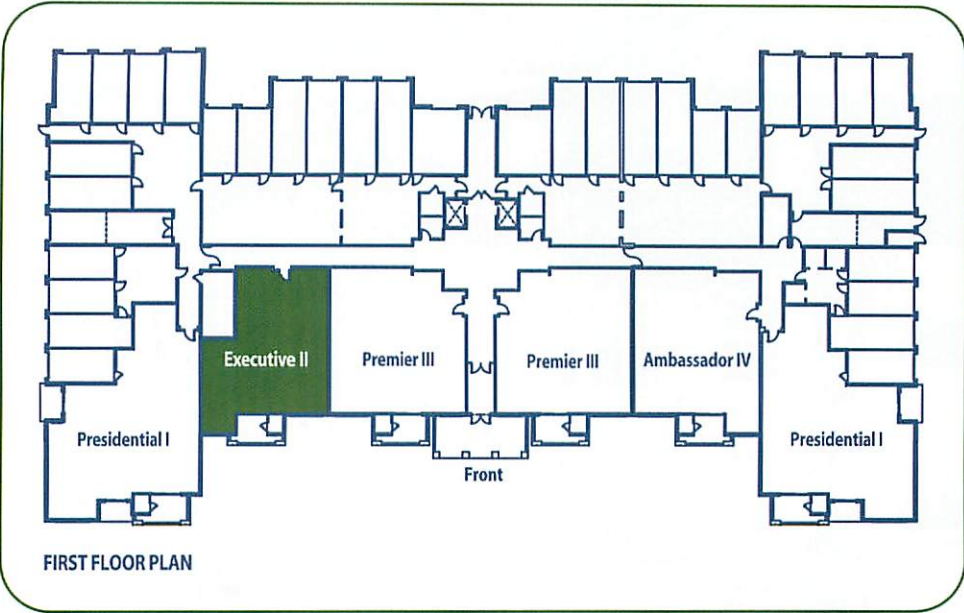 Executive II
Premier III
Premier III
Ambassador IV
Presidential I
Presidential I
Front
FIRST FLOOR PLAN